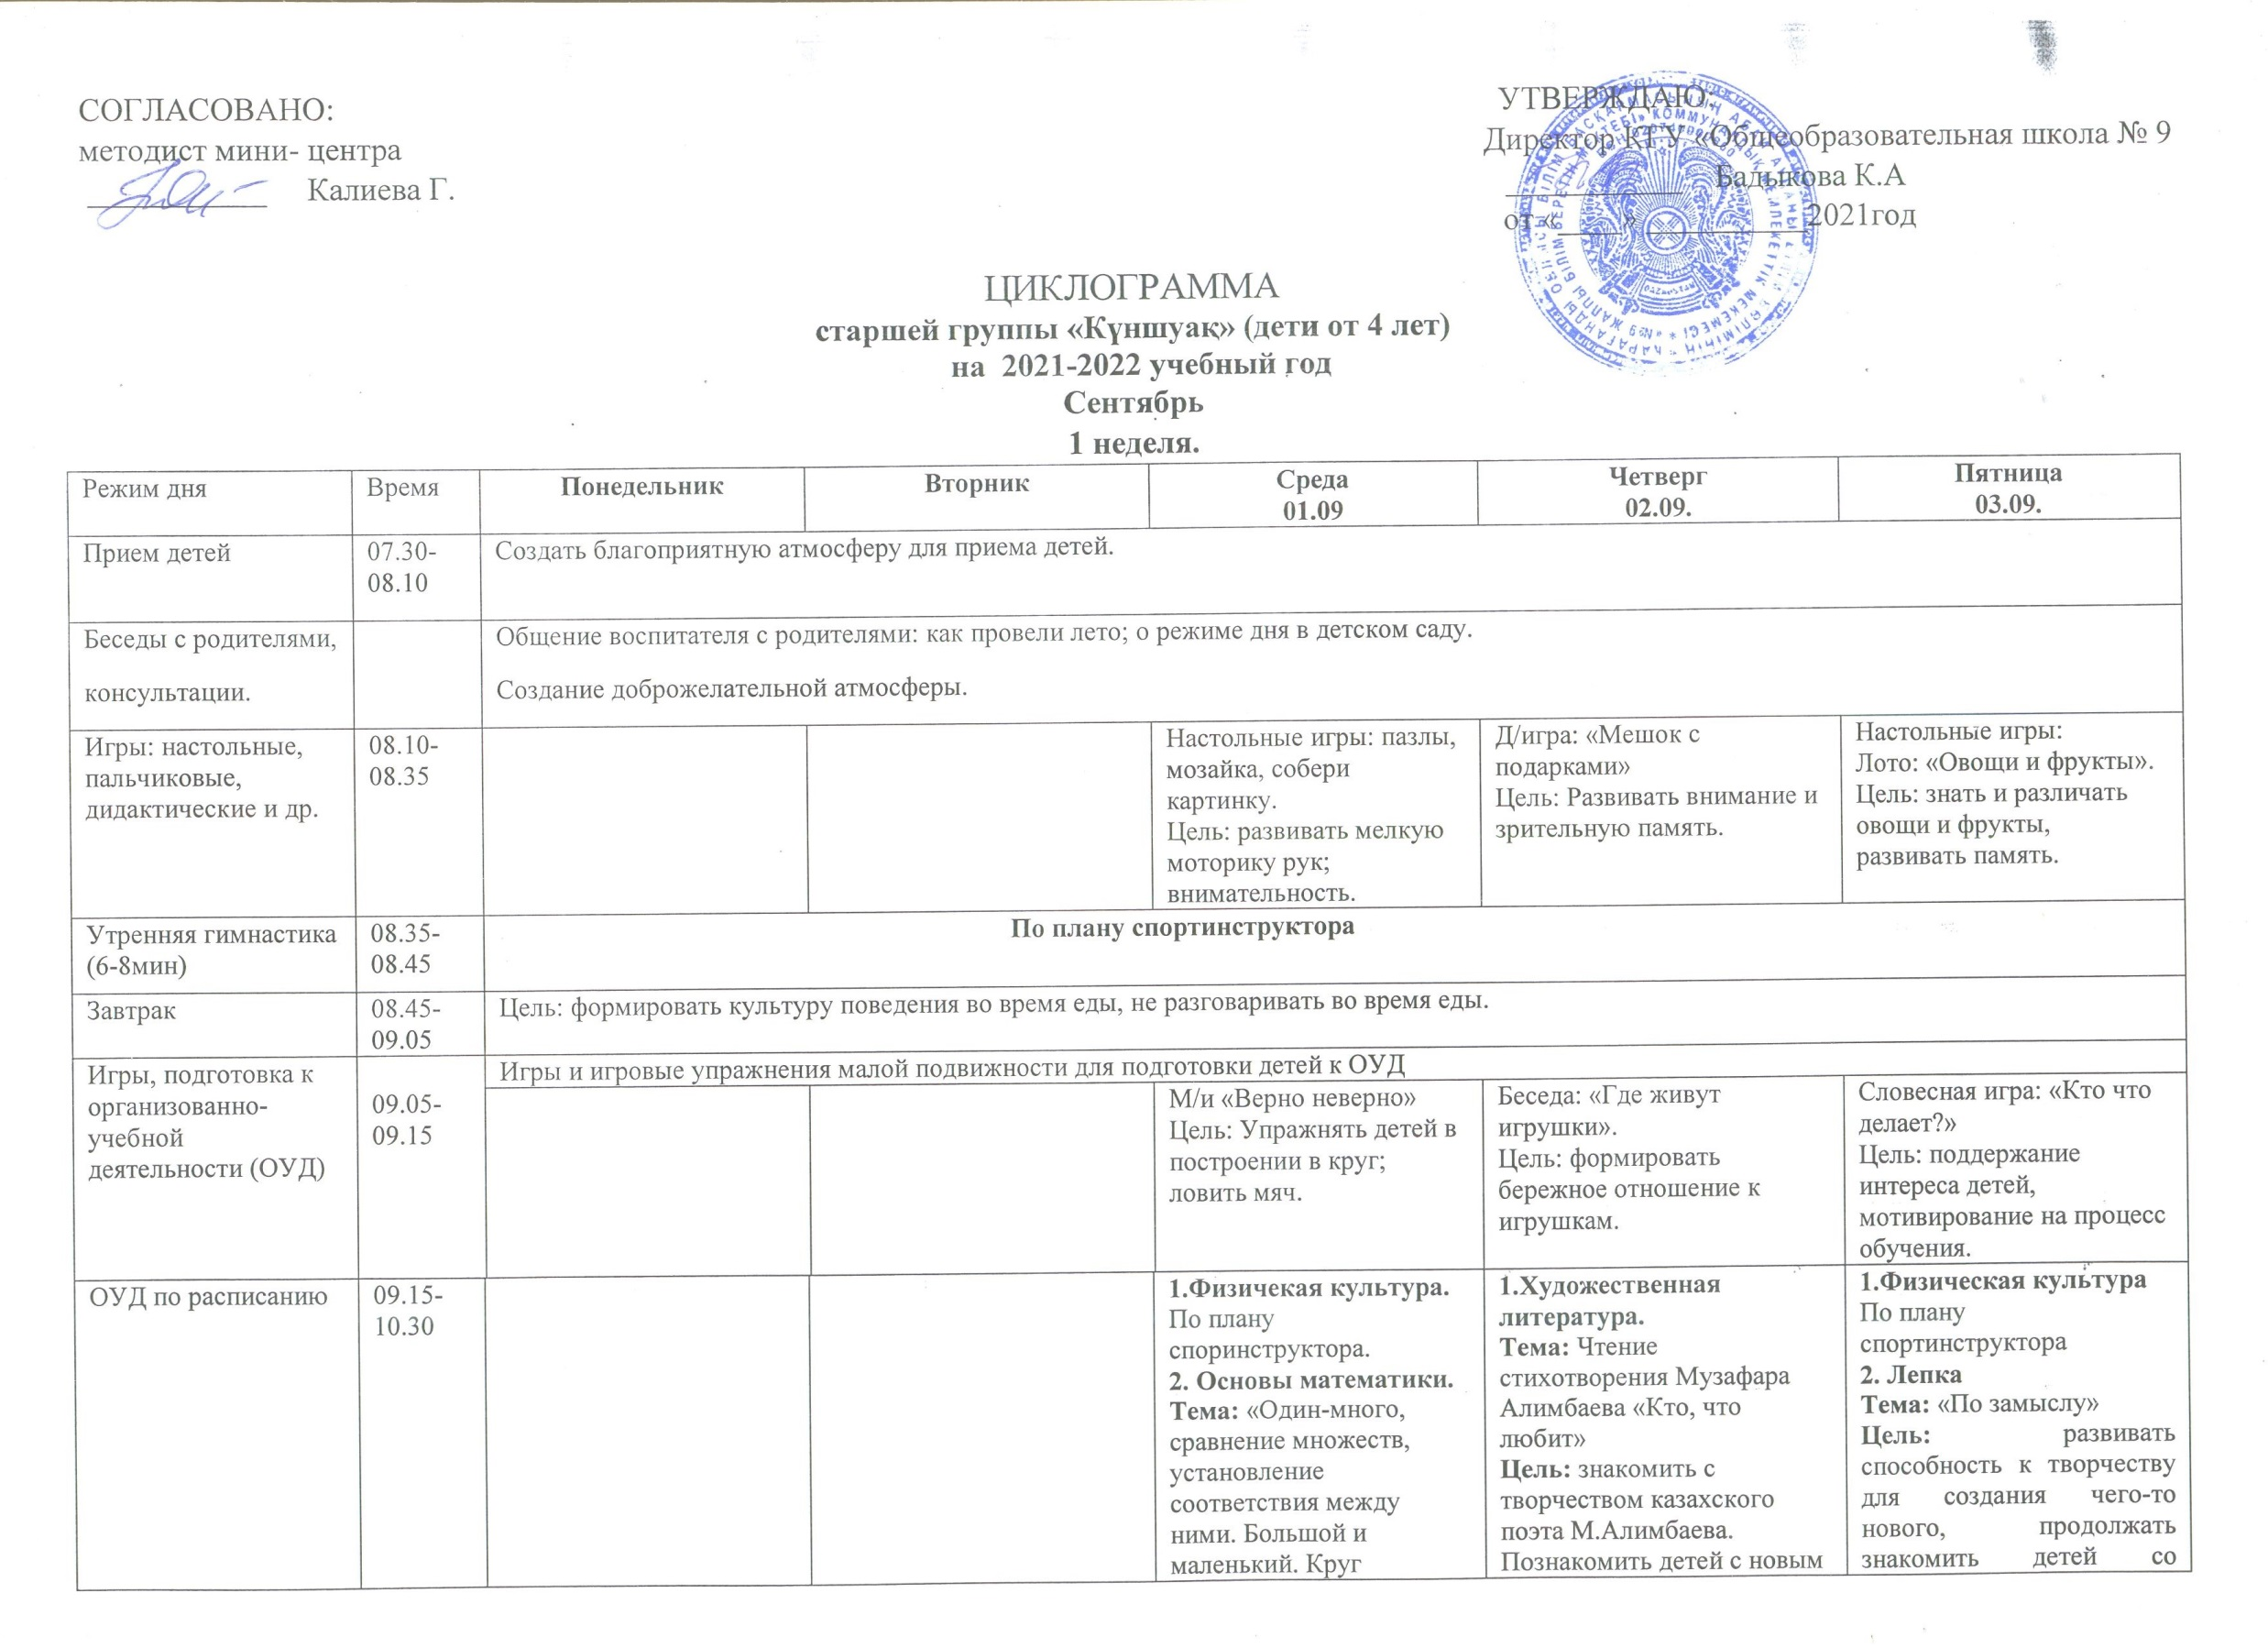 СОГЛАСОВАНО:
методист мини- центра
Калиева Г.
УТВЕРЖДАЮ:
Директор КГУ «Общеобразовательная школа № 9
Бадыкова К.А
от «____» __________2021год
ЦИКЛОГРАММА
старшей группы «Күншуақ» (дети от 4 лет)
на 2021-2022 учебный год
Сентябрь
1 неделя.
Режим дня
Время
Понедельник
Вторник
Среда
01.09
Четверг
02.09.
Пятница
03.09.
Прием детей
07.30-
08.10
Создать благоприятную атмосферу для приема детей.
Беседы с родителями,
консультации.
Общение воспитателя с родителями: как провели лето; о режиме дня в детском саду.
Создание доброжелательной атмосферы.
Игры: настольные,
пальчиковые,
дидактические и др.
08.10-
08.35
Настольные игры: пазлы,
мозайка, собери
картинку.
Цель: развивать мелкую
моторику рук;
внимательность.
Д/игра: «Мешок с
подарками»
Цель: Развивать внимание и
зрительную память.
Настольные игры:
Лото: «Овощи и фрукты».
Цель: знать и различать
овощи и фрукты,
развивать память.
Утренняя гимнастика
(6-8мин)
08.35-
08.45
По плану спортинструктора
Завтрак
08.45-
09.05
Цель: формировать культуру поведения во время еды, не разговаривать во время еды.
Игры, подготовка к
организованно-
учебной
деятельности (ОУД)
09.05-
09.15
Игры и игровые упражнения малой подвижности для подготовки детей к ОУД
М/и «Верно неверно»
Цель: Упражнять детей в
построении в круг;
ловить мяч.
Беседа: «Где живут
игрушки».
Цель: формировать
бережное отношение к
игрушкам.
Словесная игра: «Кто что
делает?»
Цель: поддержание
интереса детей,
мотивирование на процесс
обучения.
ОУД по расписанию
09.15-
10.30
1.Физичекая культура.
По плану
споринструктора.
2. Основы математики.
Тема: «Один-много,
сравнение множеств,
установление
соответствия между
ними. Большой и
маленький. Круг
1.Художественная
литература.
Тема: Чтение
стихотворения Музафара
Алимбаева «Кто, что
любит»
Цель: знакомить с
творчеством казахского
поэта М.Алимбаева.
Познакомить детей с новым
1.Физическая культура
По плану
спортинструктора
2. Лепка
Тема: «По замыслу»
Цель: развивать
способность к творчеству
для создания чего-то
нового, продолжать
знакомить детей со